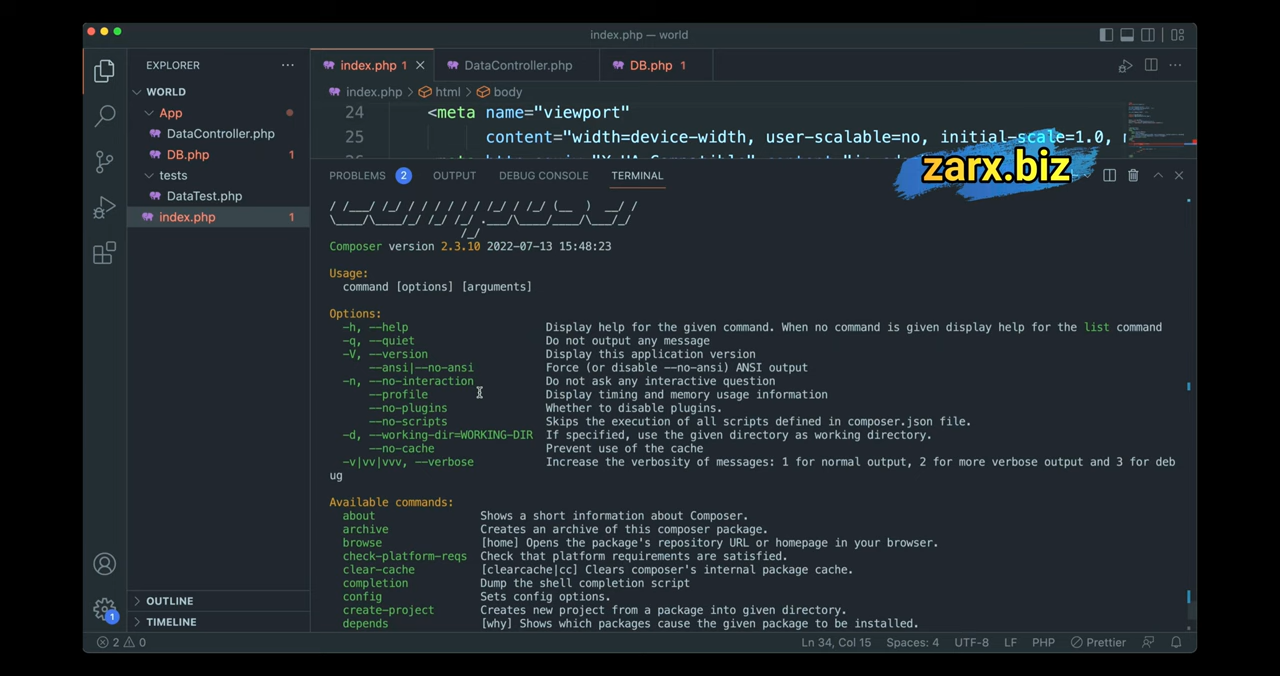 index.php — world
EXPLORER
index.php 1
DataController.php
DB.php 1
WORLD
index.php > html > body
App
DataController.php
DB.php 1
tests
DataTest.php
index.php 1
24 <meta name="viewport"
25 content="width=device-width, user-scalable=no, initial-scale=1.0,
zarx.biz
PROBLEMS 2 OUTPUT DEBUG CONSOLE TERMINAL
Composer version 2.3.10 2022-07-13 15:48:23
Usage:
command [options] [arguments]
Options:
-h, --help Display help for the given command. When no command is given display help for the list command
-q, --quiet Do not output any message
-V, --version Display this application version
--ansi|--no-ansi Force (or disable --no-ansi) ANSI output
-n, --no-interaction Do not ask any interactive question
--profile Display timing and memory usage information
--no-plugins Whether to disable plugins.
--no-scripts Skips the execution of all scripts defined in composer.json file.
-d, --working-dir=WORKING-DIR If specified, use the given directory as working directory.
--no-cache Prevent use of the cache
-v|vv|vvv, --verbose Increase the verbosity of messages: 1 for normal output, 2 for more verbose output and 3 for deb
ug
Available commands:
about Shows a short information about Composer.
archive Creates an archive of this composer package.
browse [home] Opens the package's repository URL or homepage in your browser.
check-platform-reqs Check that platform requirements are satisfied.
clear-cache [clearcache|cc] Clears composer's internal package cache.
completion Dump the shell completion script
config Sets config options.
create-project Creates new project from a package into given directory.
depends [why] Shows which packages cause the given package to be installed.
OUTLINE
TIMELINE
1
2 0
Ln 34, Col 15 Spaces: 4 UTF-8 LF PHP Prettier